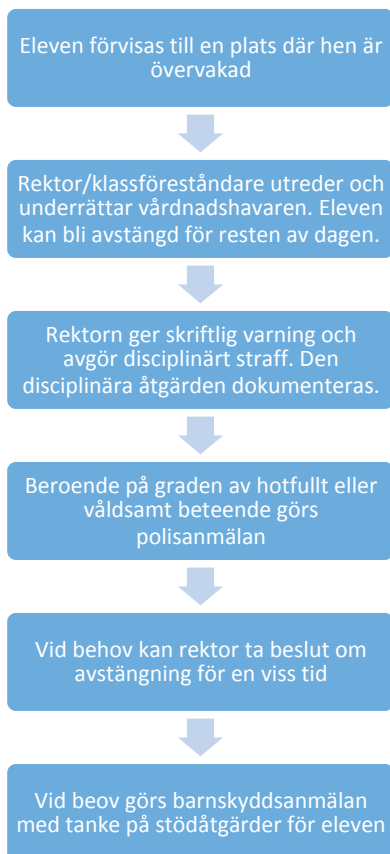 Eleven förvisas till en plats där hen är
övervakad
Rektor/klassföreståndare utreder och
underrättar vårdnadshavaren. Eleven
kan bli avstängd för resten av dagen.
Rektorn ger skriftlig varning och
avgör disciplinärt straff. Den
disciplinära åtgärden dokumenteras.
Beroende på graden av hotfullt eller
våldsamt beteende görs
polisanmälan
Vid behov kan rektor ta beslut om
avstängning för en viss tid
Vid beov görs barnskyddsanmälan
med tanke på stödåtgärder för eleven